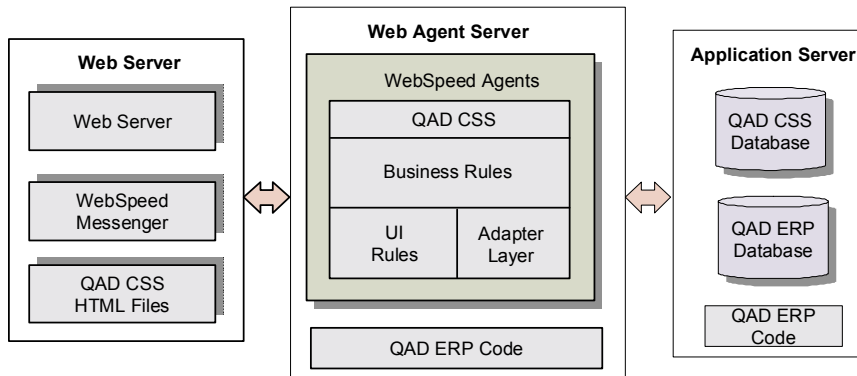 Web Server
Web Server
WebSpeed
Messenger
QAD CSS
HTML Files
Web Agent Server
WebSpeed Agents
QAD CSS
Business Rules
UI
Rules
Adapter
Layer
QAD ERP Code
Application Server
QAD CSS
Database
QAD ERP
Database
QAD ERP
Code